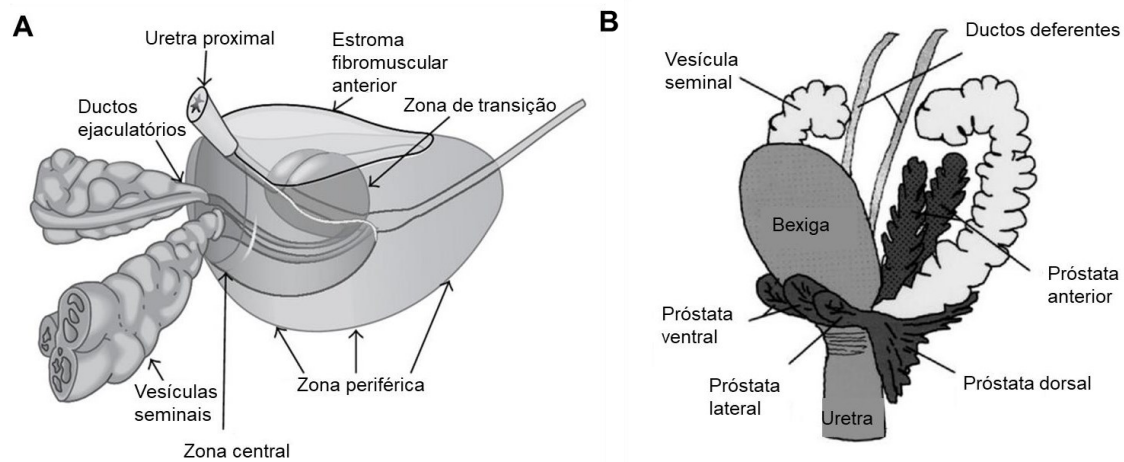 A
Uretra proximal
Estroma
fibromuscular
anterior
Zona de transição
Ductos
ejaculatórios
Vesículas
seminais
Zona periférica
Zona central
B
Ductos deferentes
Vesícula
seminal
Bexiga
Próstata
anterior
Próstata
ventral
Próstata
lateral
Próstata dorsal
Uretra